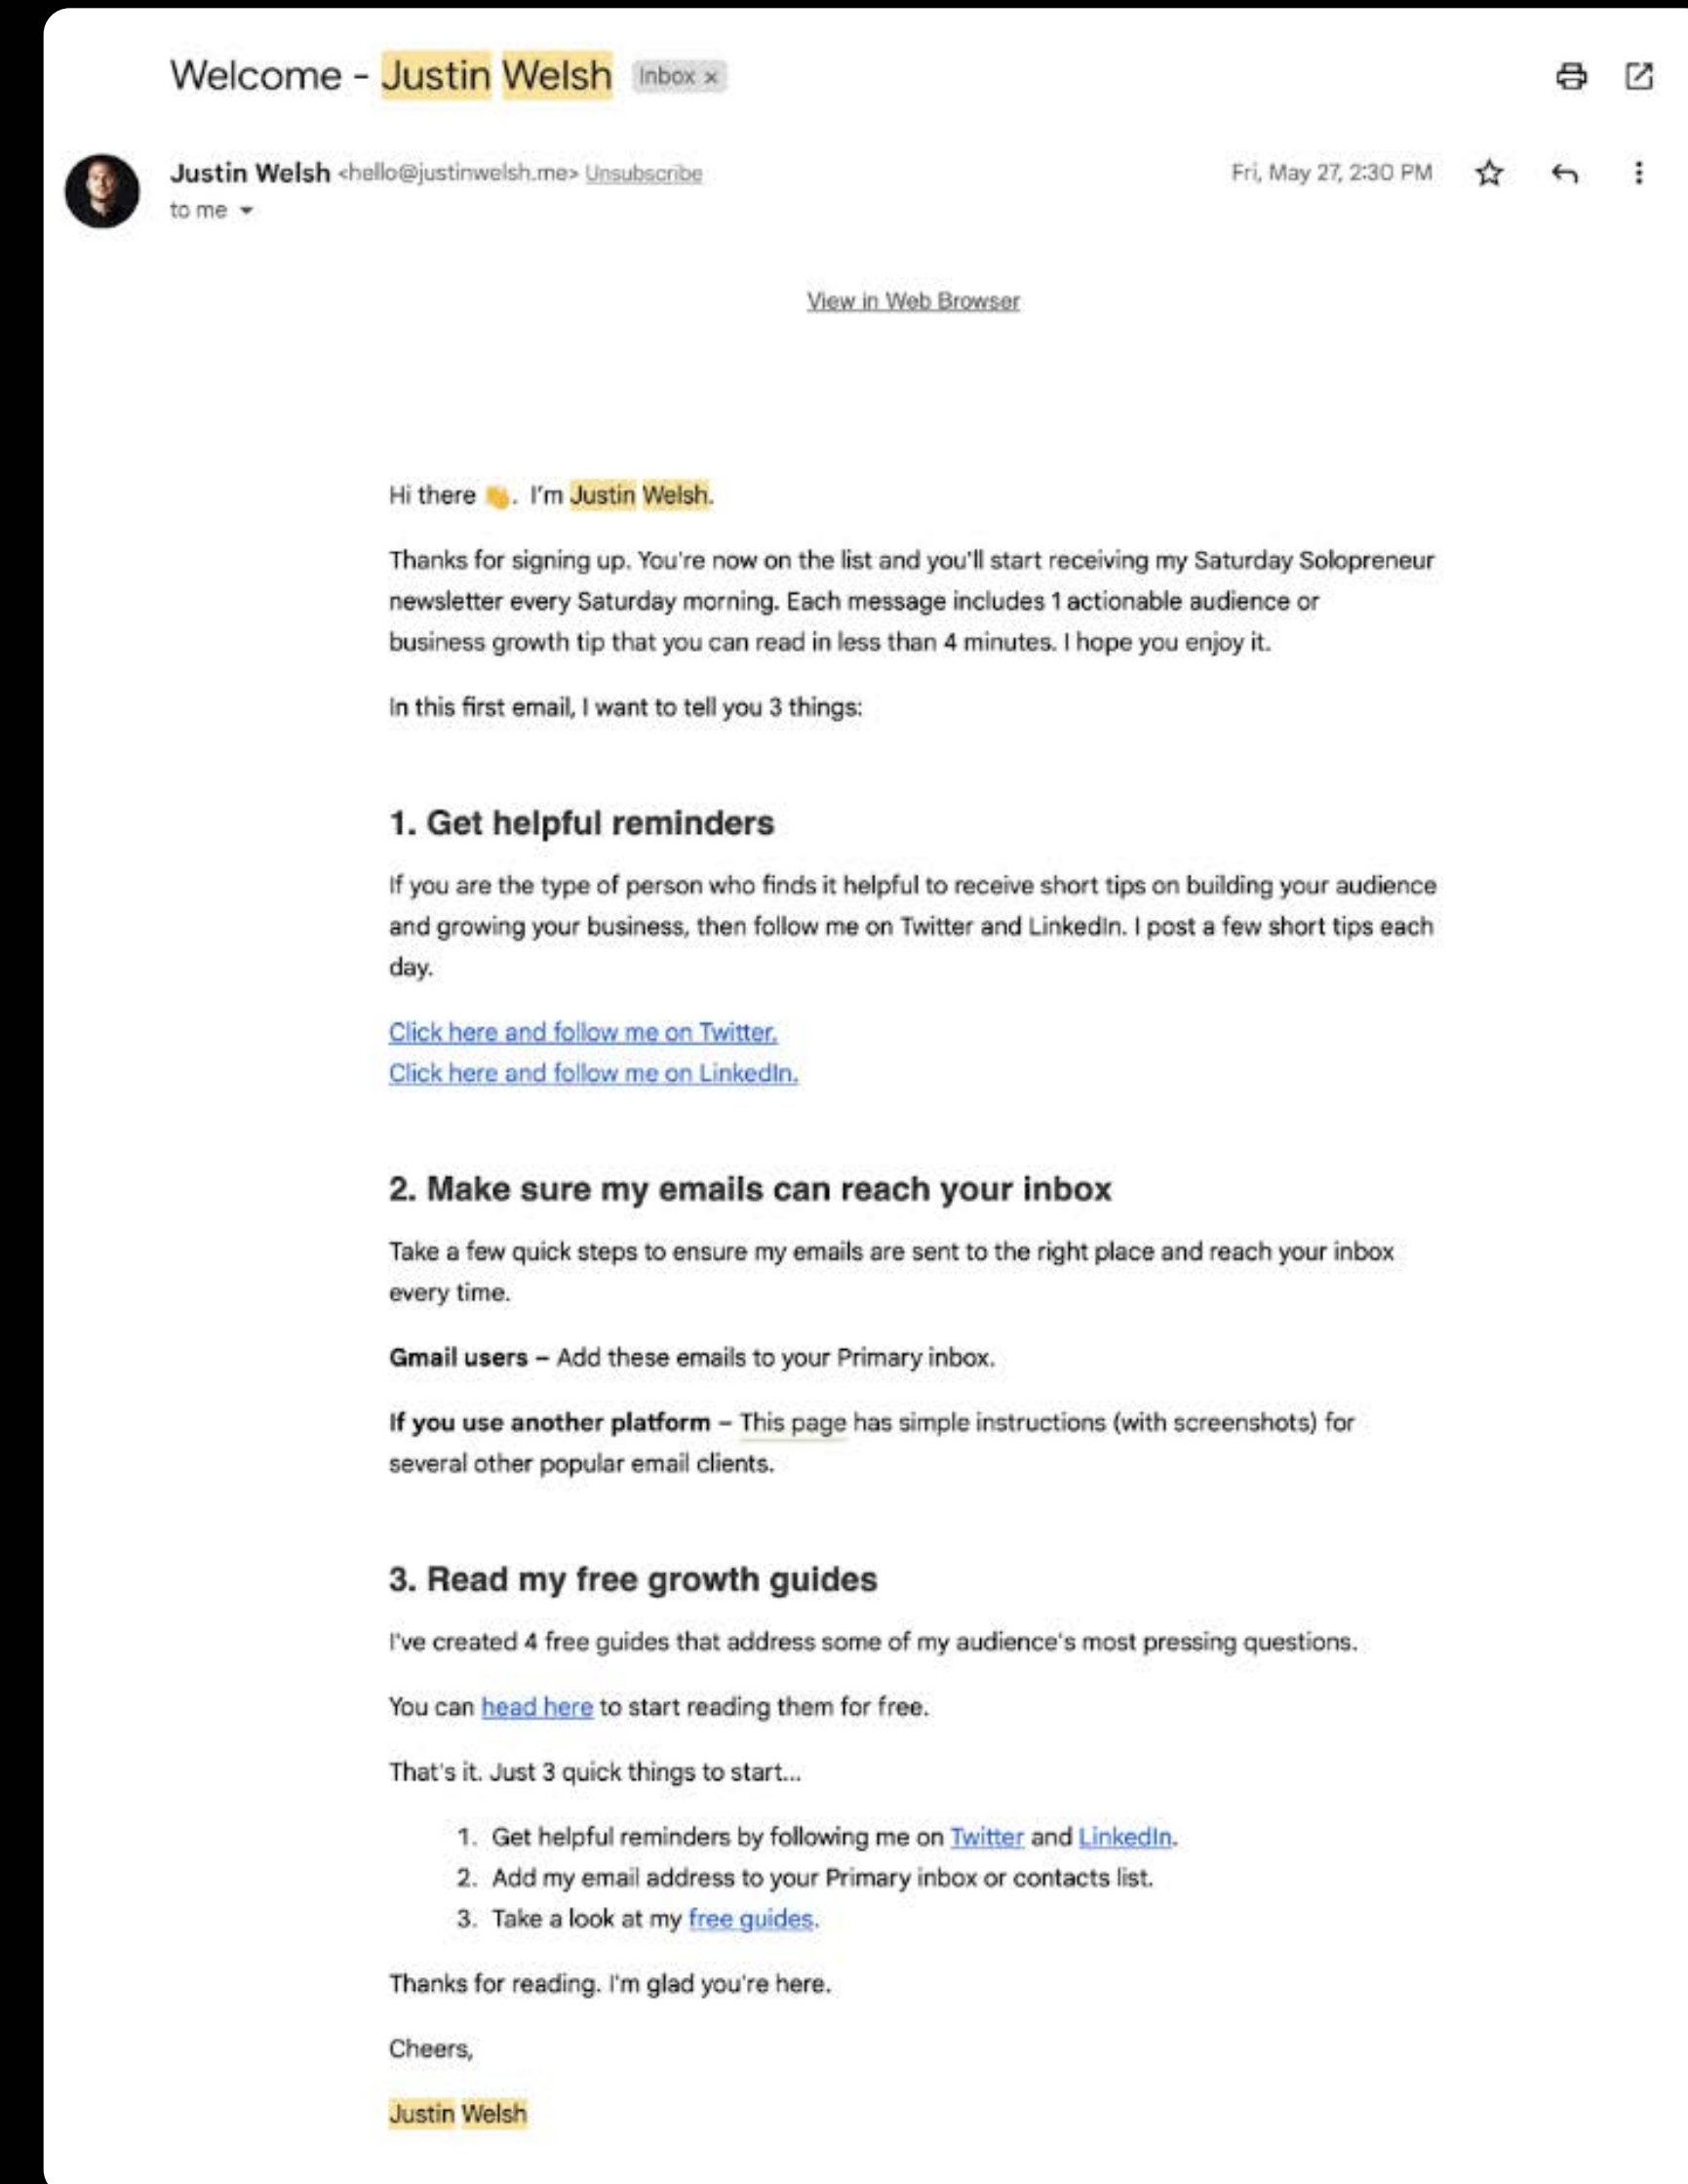 Welcome - Justin Welsh Inbox ×
Justin Welsh <hello@justinwelsh.me> Unsubscribe Fri, May 27, 2:30 PM
to me
View in Web Browser
Hi there 👋. I'm Justin Welsh.
Thanks for signing up. You're now on the list and you'll start receiving my Saturday Solopreneur
newsletter every Saturday morning. Each message includes 1 actionable audience or
business growth tip that you can read in less than 4 minutes. I hope you enjoy it.
In this first email, I want to tell you 3 things:
1. Get helpful reminders
If you are the type of person who finds it helpful to receive short tips on building your audience
and growing your business, then follow me on Twitter and LinkedIn. I post a few short tips each
day.
Click here and follow me on Twitter.
Click here and follow me on LinkedIn.
2. Make sure my emails can reach your inbox
Take a few quick steps to ensure my emails are sent to the right place and reach your inbox
every time.
Gmail users – Add these emails to your Primary inbox.
If you use another platform – This page has simple instructions (with screenshots) for
several other popular email clients.
3. Read my free growth guides
I've created 4 free guides that address some of my audience's most pressing questions.
You can head here to start reading them for free.
That's it. Just 3 quick things to start...
1. Get helpful reminders by following me on Twitter and LinkedIn.
2. Add my email address to your Primary inbox or contacts list.
3. Take a look at my free guides.
Thanks for reading. I'm glad you're here.
Cheers,
Justin Welsh